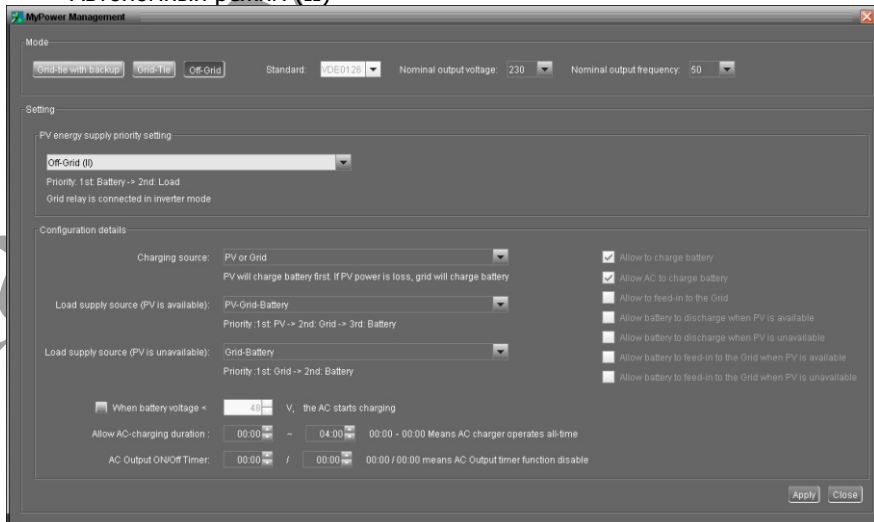 Автономный режим (II)
MyPower Management
Mode
Grid-tie with backup Grid-Tie Off-Grid Standard: VDE0126 Nominal output voltage: 230 Nominal output frequency: 50
Setting
PV energy supply priority setting
Off-Grid (II)
Priority: 1st: Battery -> 2nd: Load
Grid relay is connected in inverter mode
Configuration details
Charging source: PV or Grid
PV will charge battery first. If PV power is loss, grid will charge battery
Load supply source (PV is available): PV-Grid-Battery
Priority :1st: PV -> 2nd: Grid -> 3rd: Battery
Load supply source (PV is unavailable): Grid-Battery
Priority :1st: Grid -> 2nd: Battery
Allow to charge battery
Allow AC to charge battery
Allow to feed-in to the Grid
Allow battery to discharge when PV is available
Allow battery to discharge when PV is unavailable
Allow battery to feed-in to the Grid when PV is available
Allow battery to feed-in to the Grid when PV is unavailable
When battery voltage < 48 V, the AC starts charging
Allow AC-charging duration : 00:00 ~ 04:00 00:00 - 00:00 Means AC charger operates all-time
AC Output ON/Off Timer: 00:00 / 00:00 00:00 / 00:00 means AC Output timer function disable
Apply Close